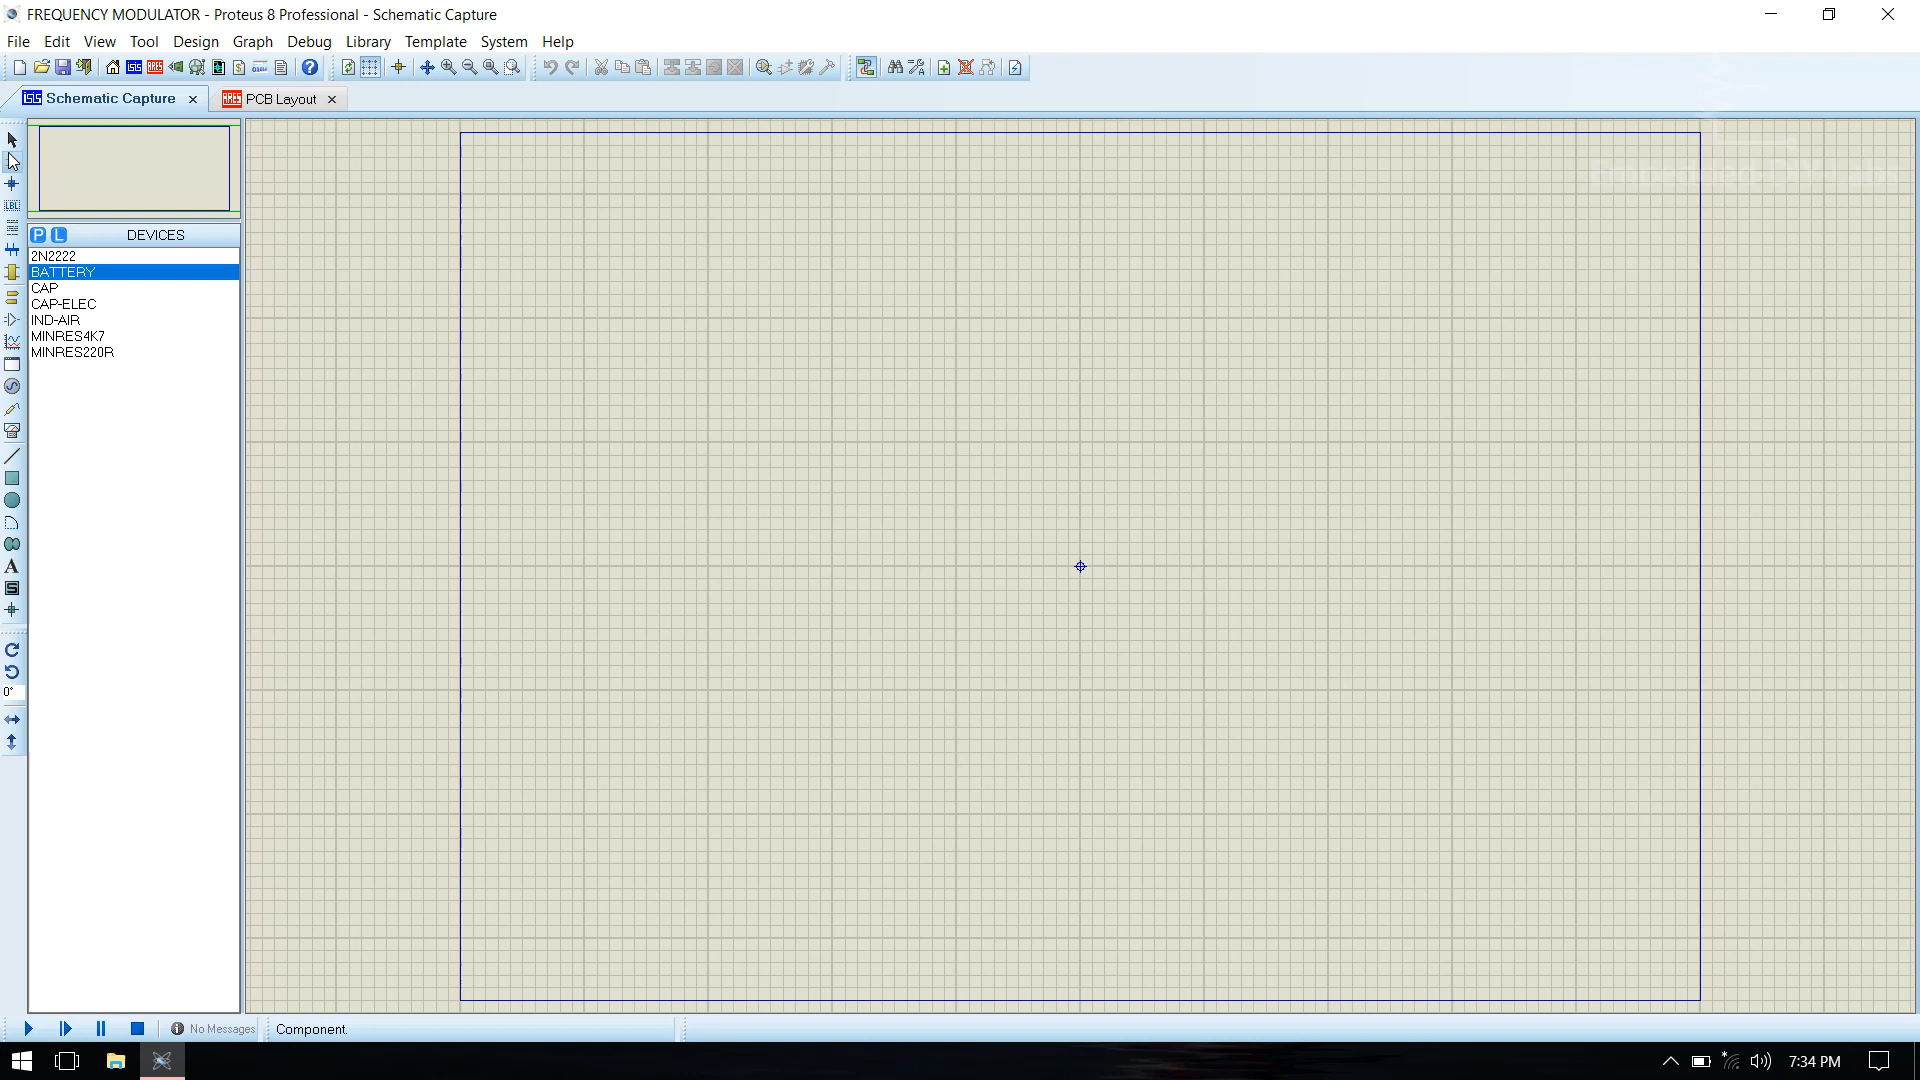 FREQUENCY MODULATOR - Proteus 8 Professional - Schematic Capture
File Edit View Tool Design Graph Debug Library Template System Help
Schematic Capture
PCB Layout
P L DEVICES
2N2222
BATTERY
CAP
CAP-ELEC
IND-AIR
MINRES4K7
MINRES220R
LBL
A
S
0°
No Messages
Component.
7:34 PM